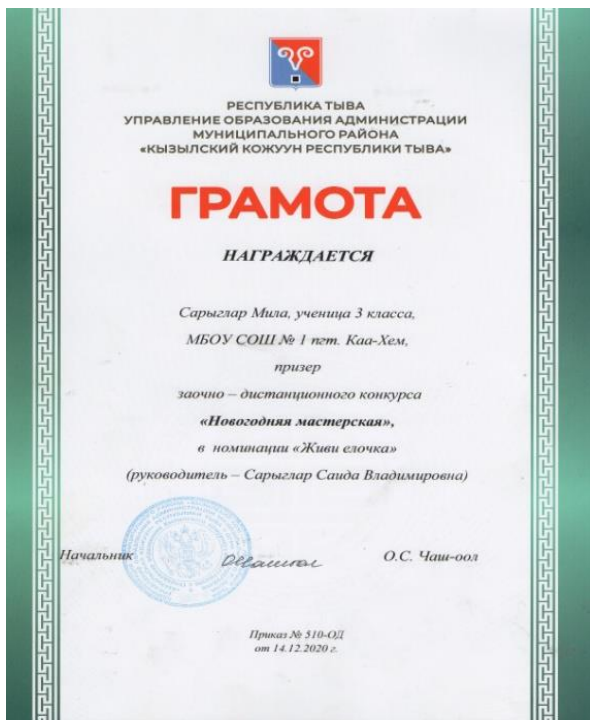 РЕСПУБЛИКА ТЫВА
УПРАВЛЕНИЕ ОБРАЗОВАНИЯ АДМИНИСТРАЦИИ
МУНИЦИПАЛЬНОГО РАЙОНА
«КЫЗЫЛСКИЙ КОЖУУН РЕСПУБЛИКИ ТЫВА»
ГРАМОТА
НАГРАЖДАЕТСЯ
Сарыглар Мила, ученица 3 класса,
МБОУ СОШ № 1 пгт. Каа-Хем,
призер
заочно – дистанционного конкурса
«Новогодняя мастерская»,
в номинации «Живи елочка»
(руководитель – Сарыглар Саида Владимировна)
Начальник О.С. Чаш-оол
Приказ № 510-ОД
от 14.12.2020 г.